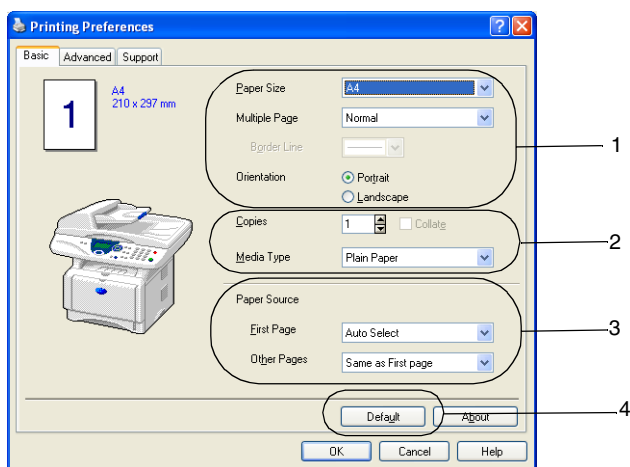 Printing Preferences
Basic Advanced Support
1
A4
210 x 297 mm
Paper Size A4
Multiple Page Normal
Border Line
Orientation Portrait
Landscape
1
Copies 1 Collate
Media Type Plain Paper
2
Paper Source
First Page Auto Select
Other Pages Same as First page
3
Default About
4
OK Cancel Help